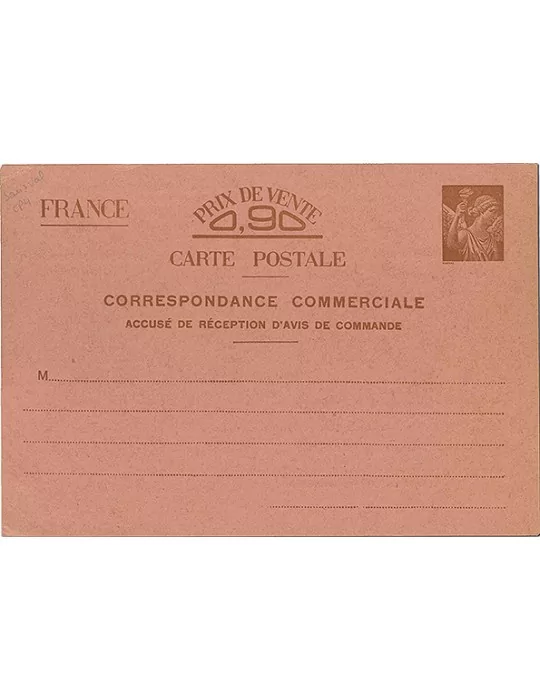 FRANCE
PRIX DE VENTE
0,90
CARTE POSTALE
CORRESPONDANCE COMMERCIALE
ACCUSÉ DE RÉCEPTION D'AVIS DE COMMANDE
M